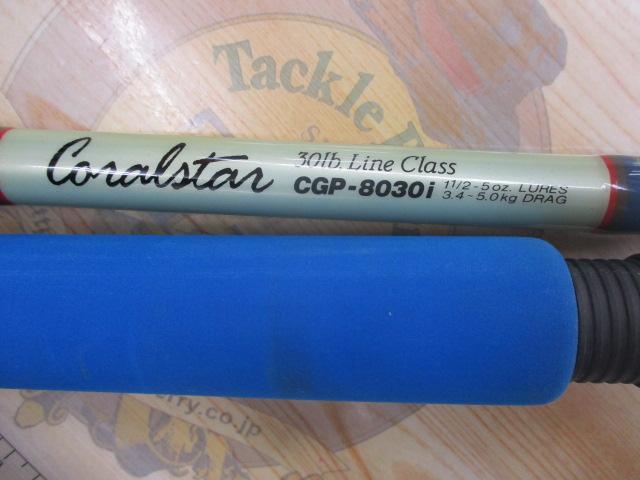 Tackle
Coralstar
30lb. Line Class
CGP-8030i
1 1/2-5oz. LURES
3.4~5.0kg DRAG
rry.co.jp